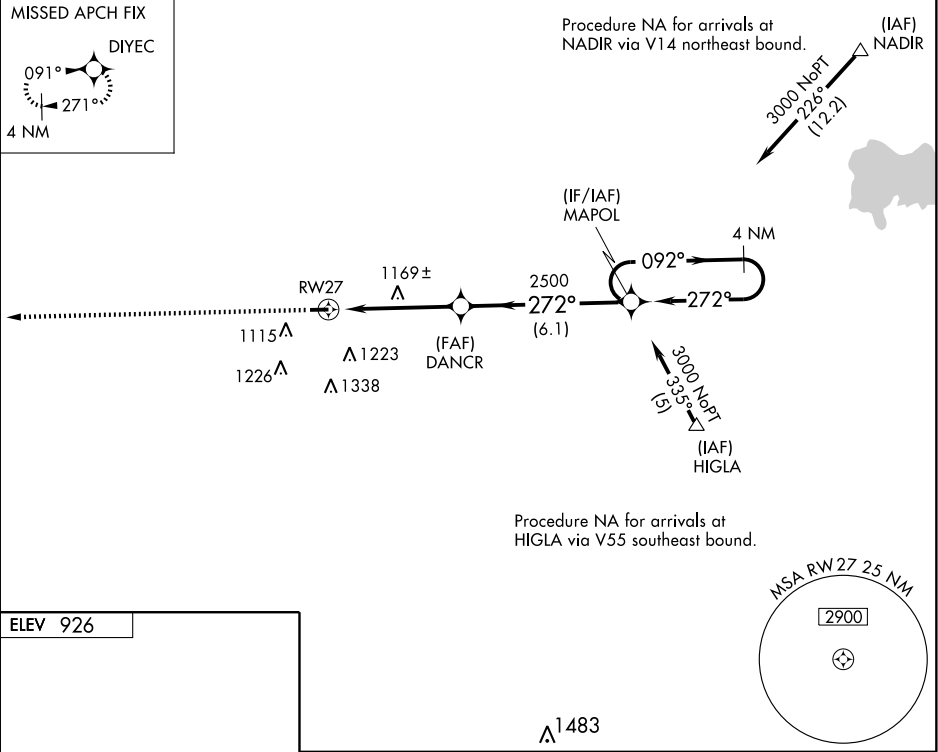 MISSED APCH FIX
DIYEC
091°
271°
4 NM
Procedure NA for arrivals at
NADIR via V14 northeast bound.
(IAF)
NADIR
3000 NoPT
226°
(12.2)
(IF/IAF)
MAPOL
4 NM
092°
272°
2500
272°
(6.1)
1169±
RW27
(FAF)
DANCR
1115
1226
1223
1338
3000 NoPT
335°
(5)
(IAF)
HIGLA
Procedure NA for arrivals at
HIGLA via V55 southeast bound.
MSA RW27 25 NM
2900
ELEV 926
1483